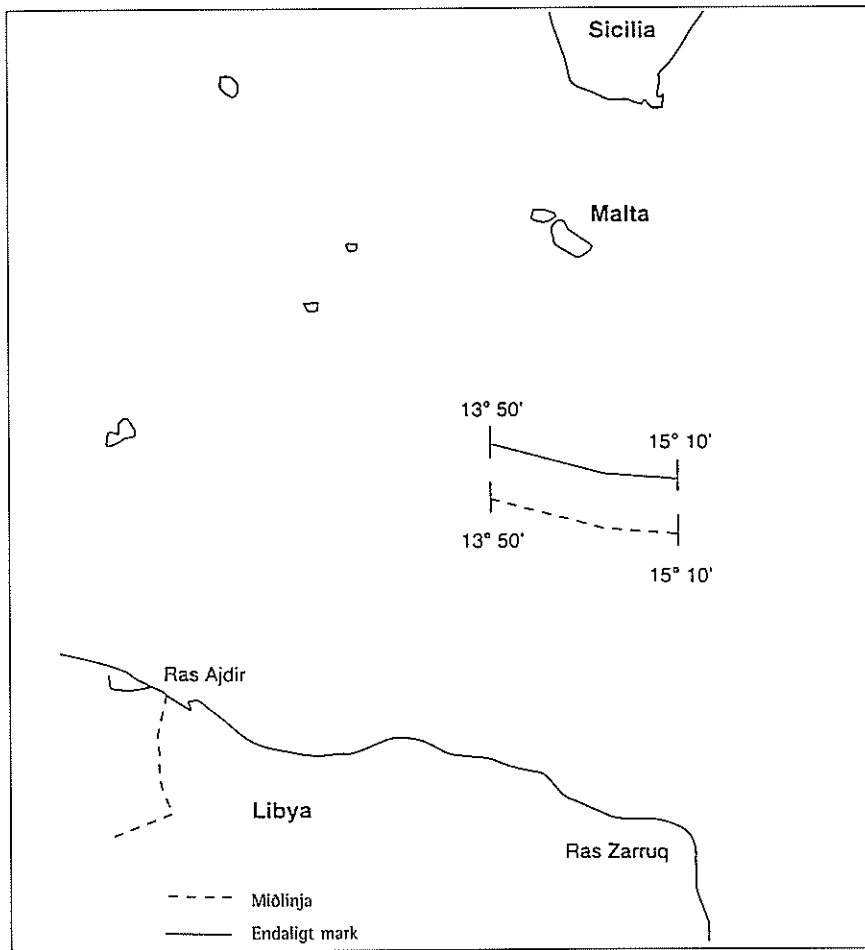 Sicilia
Malta
13° 50'
15° 10'
13° 50'
15° 10'
Ras Ajdir
Libya
Ras Zarruq
Miðlinja
Endaligt mark